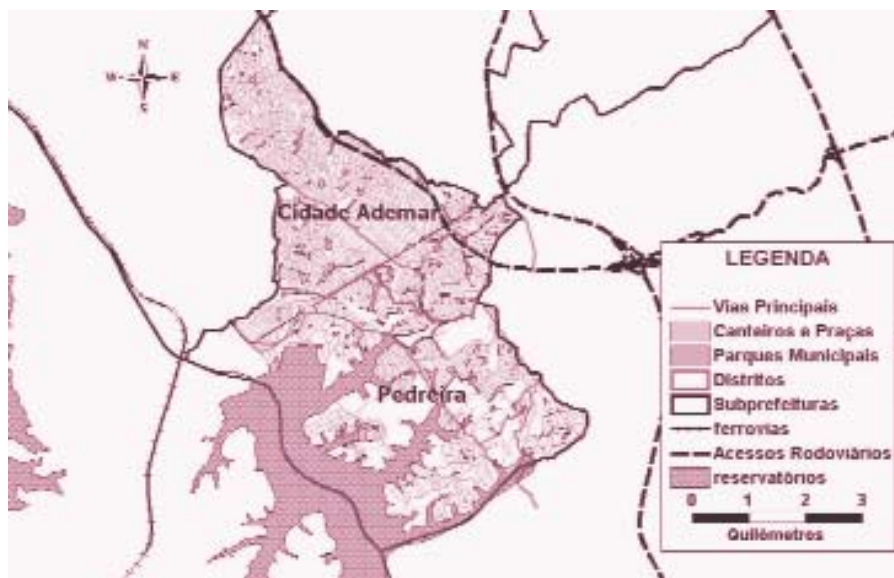 N
W E
S
Cidade Ademar
Pedreira
LEGENDA
Vias Principais
Canteiros e Praças
Parques Municipais
Distritos
Subprefeituras
ferrovias
Acessos Rodoviários
reservatórios
0 1 2 3
Quilômetros